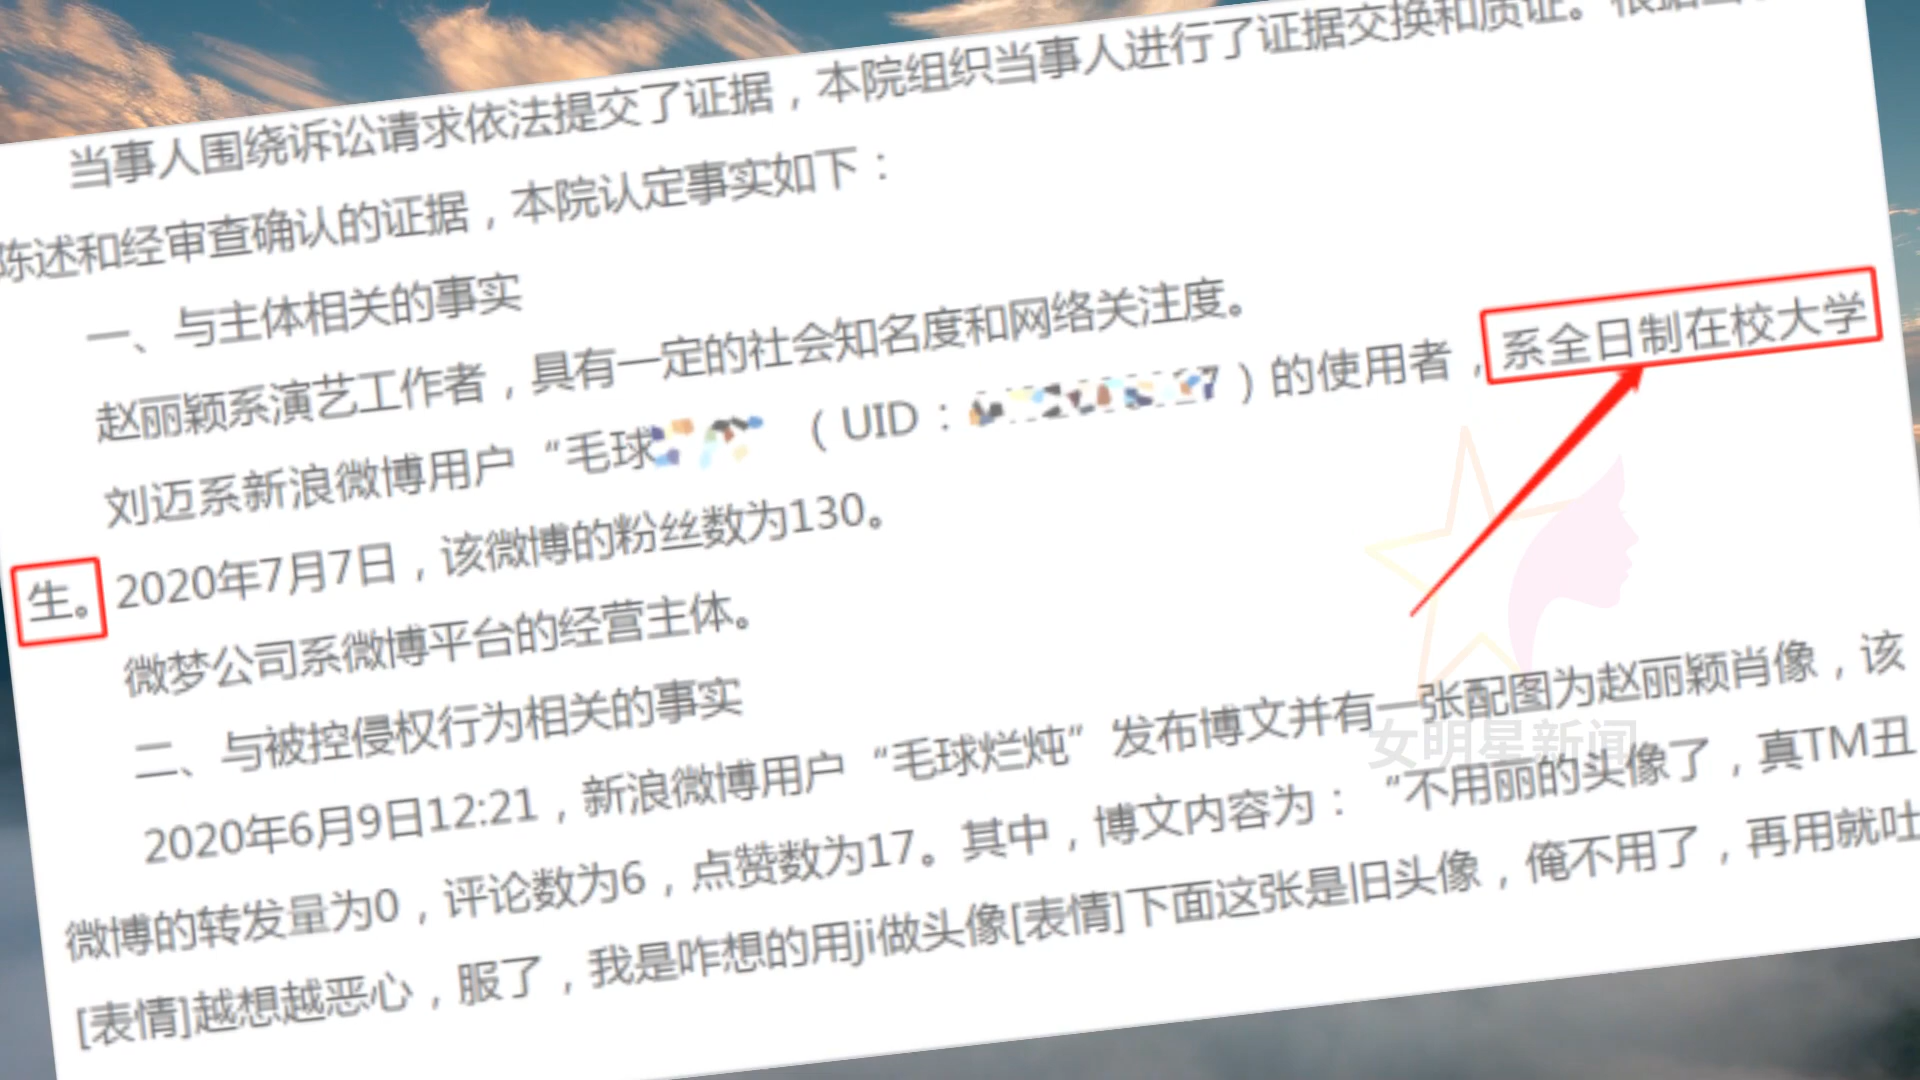 当事人围绕诉讼请求依法提交了证据，本院组织当事人进行了证据交换和质证。根据当
陈述和经审查确认的证据，本院认定事实如下：
一、与主体相关的事实
赵丽颖系演艺工作者，具有一定的社会知名度和网络关注度。
刘迈系新浪微博用户“毛球 （UID： 7）的使用者，系全日制在校大学
生。2020年7月7日，该微博的粉丝数为130。
微梦公司系微博平台的经营主体。
二、与被控侵权行为相关的事实
2020年6月9日12:21，新浪微博用户“毛球烂炖”发布博文并有一张配图为赵丽颖肖像，该
微博的转发量为0，评论数为6，点赞数为17。其中，博文内容为：“不用丽的头像了，真TM丑
[表情]越想越恶心，服了，我是咋想的用ji做头像[表情]下面这张是旧头像，俺不用了，再用就吐
女明星新闻